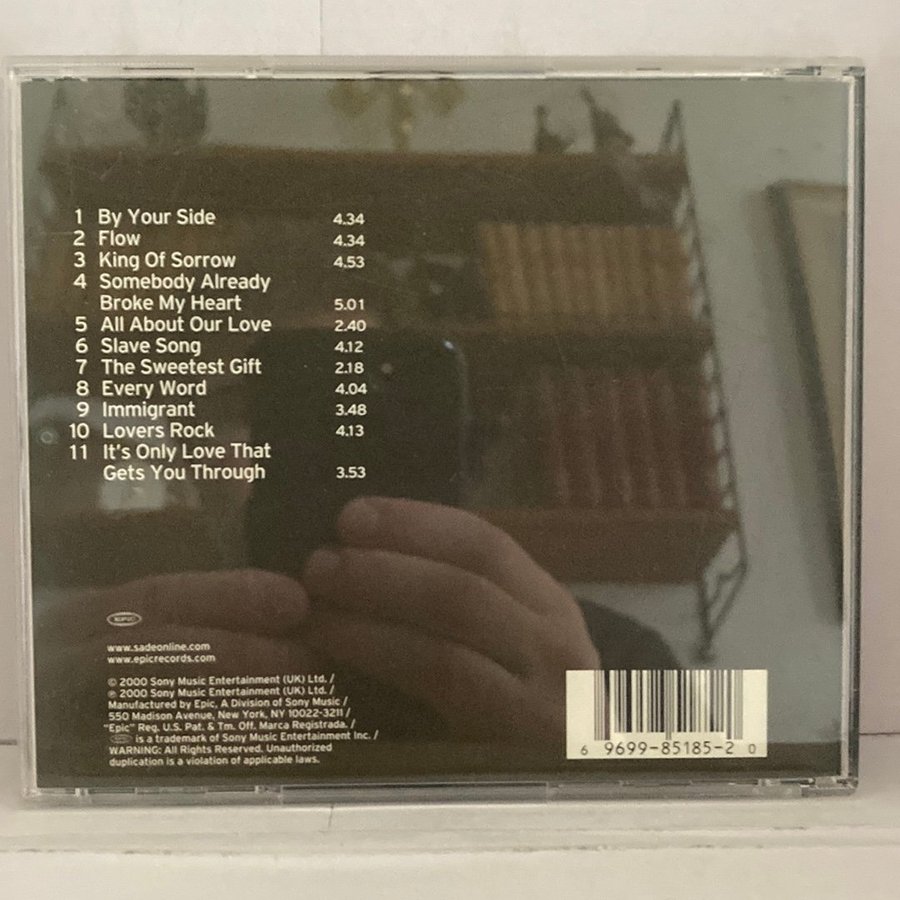 1 By Your Side 4.34
2 Flow 4.34
3 King Of Sorrow 4.53
4 Somebody Already
Broke My Heart 5.01
5 All About Our Love 2.40
6 Slave Song 4.12
7 The Sweetest Gift 2.18
8 Every Word 4.04
9 Immigrant 3.48
10 Lovers Rock 4.13
11 It's Only Love That
Gets You Through 3.53
epic
www.sadeonline.com
www.epicrecords.com
© 2000 Sony Music Entertainment (UK) Ltd. /
℗ 2000 Sony Music Entertainment (UK) Ltd. /
Manufactured by Epic, A Division of Sony Music /
550 Madison Avenue, New York, NY 10022-3211 /
"Epic" Reg. U.S. Pat. & Tm. Off. Marca Registrada. /
is a trademark of Sony Music Entertainment Inc. /
WARNING: All Rights Reserved. Unauthorized
duplication is a violation of applicable laws.
6 9699-85185-2 0